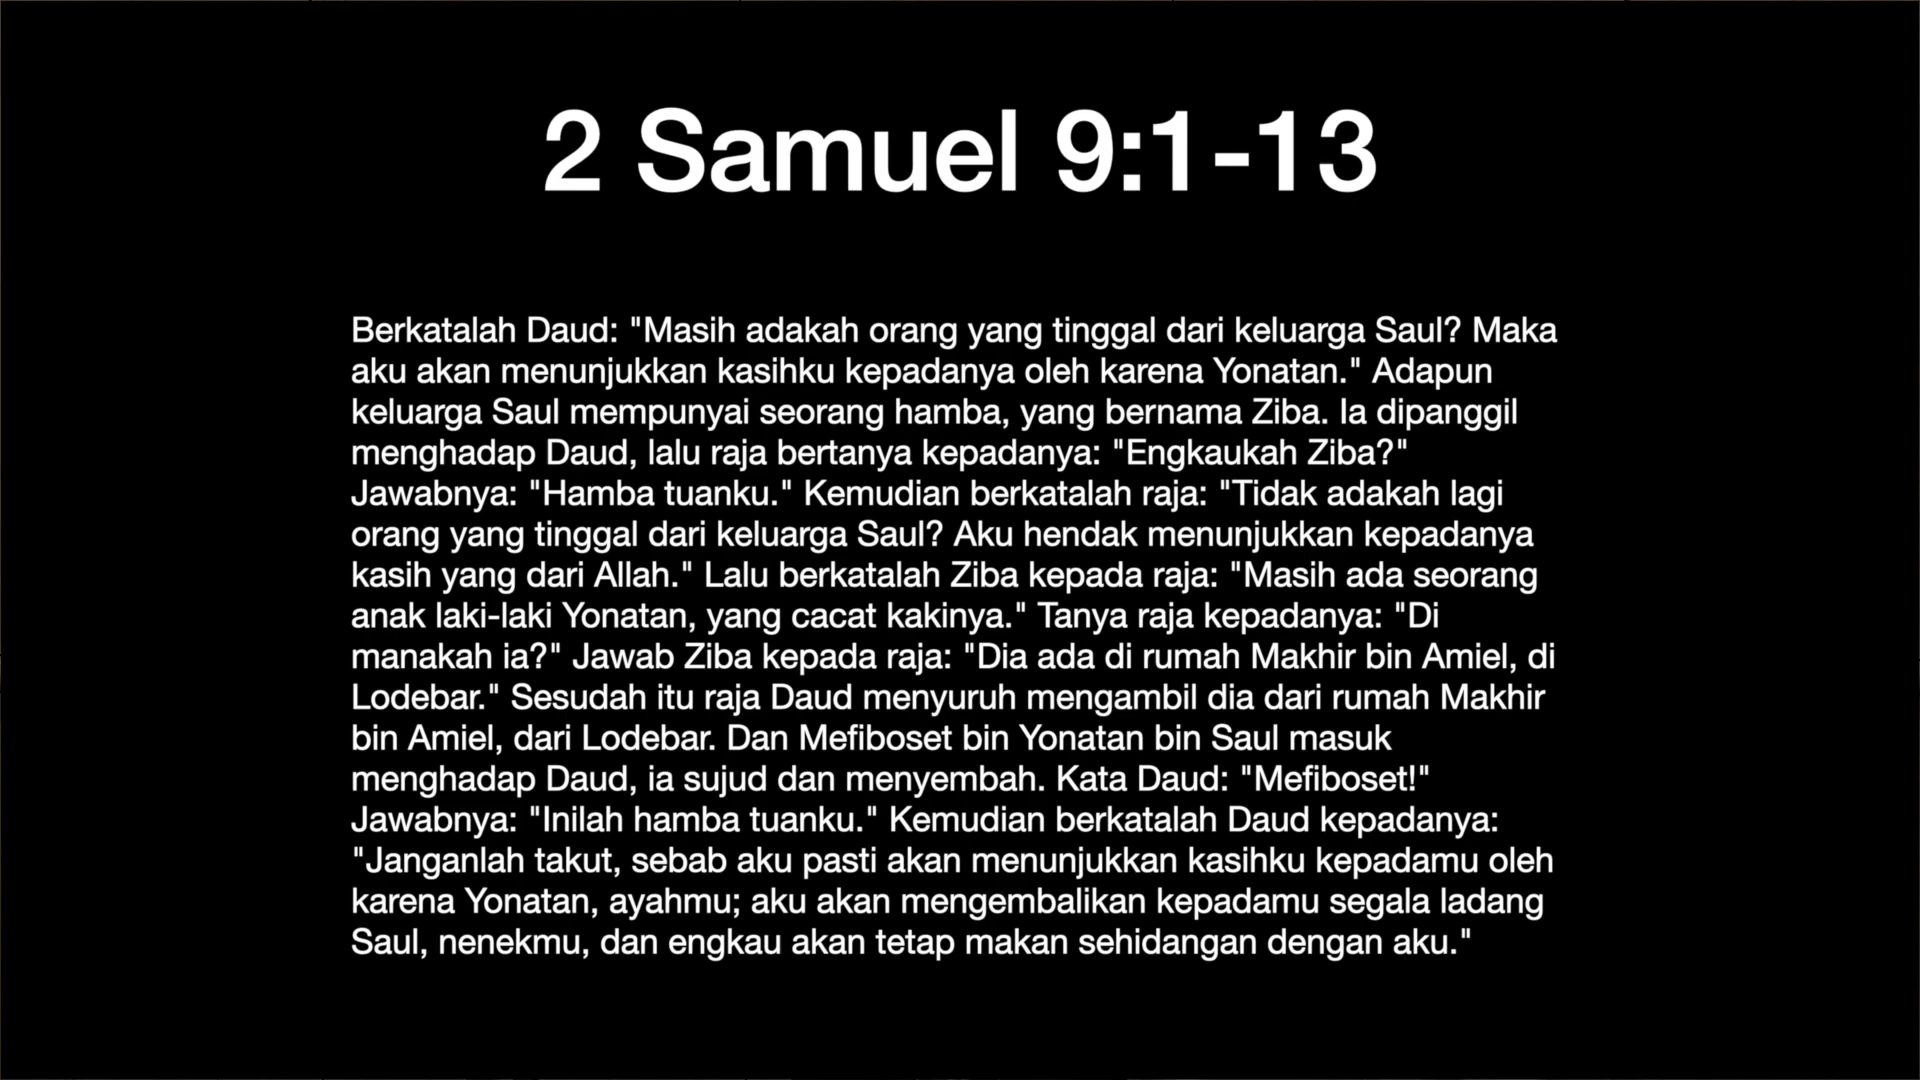 2 Samuel 9:1-13
Berkatalah Daud: "Masih adakah orang yang tinggal dari keluarga Saul? Maka
aku akan menunjukkan kasihku kepadanya oleh karena Yonatan." Adapun
keluarga Saul mempunyai seorang hamba, yang bernama Ziba. Ia dipanggil
menghadap Daud, lalu raja bertanya kepadanya: "Engkaukah Ziba?"
Jawabnya: "Hamba tuanku." Kemudian berkatalah raja: "Tidak adakah lagi
orang yang tinggal dari keluarga Saul? Aku hendak menunjukkan kepadanya
kasih yang dari Allah." Lalu berkatalah Ziba kepada raja: "Masih ada seorang
anak laki-laki Yonatan, yang cacat kakinya." Tanya raja kepadanya: "Di
manakah ia?" Jawab Ziba kepada raja: "Dia ada di rumah Makhir bin Amiel, di
Lodebar." Sesudah itu raja Daud menyuruh mengambil dia dari rumah Makhir
bin Amiel, dari Lodebar. Dan Mefiboset bin Yonatan bin Saul masuk
menghadap Daud, ia sujud dan menyembah. Kata Daud: "Mefiboset!"
Jawabnya: "Inilah hamba tuanku." Kemudian berkatalah Daud kepadanya:
"Janganlah takut, sebab aku pasti akan menunjukkan kasihku kepadamu oleh
karena Yonatan, ayahmu; aku akan mengembalikan kepadamu segala ladang
Saul, nenekmu, dan engkau akan tetap makan sehidangan dengan aku."